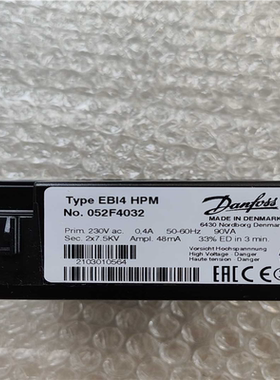 Type EBI4 HPM
No. 052F4032
Danfoss
MADE IN DENMARK
6430 Nordborg Denmark
Prim. 230V ac. 0,4A 50-60Hz 90VA
Sec. 2x7.5KV Ampl. 48mA 33% ED in 3 min.
Vorsicht Hochspannung
High Voltage - Danger
Haute tension - Danger
2103010564
EAC CE